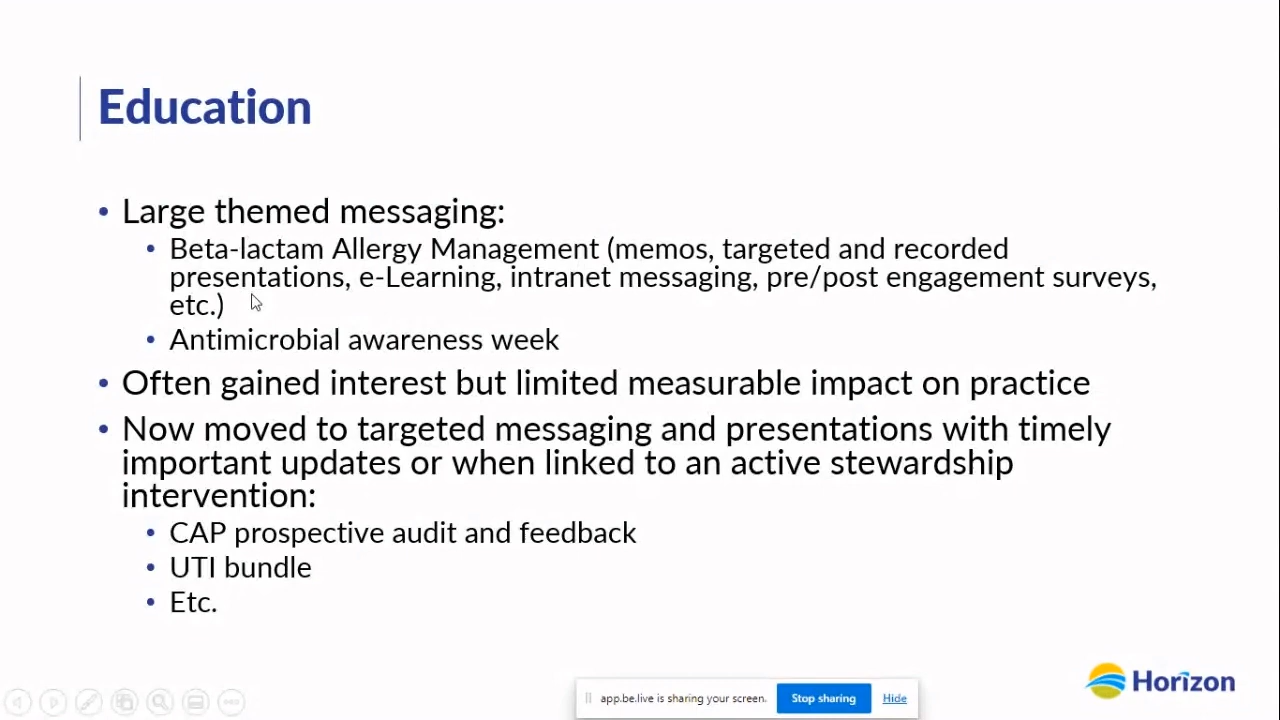 Education
• Large themed messaging:
• Beta-lactam Allergy Management (memos, targeted and recorded
presentations, e-Learning, intranet messaging, pre/post engagement surveys,
etc.)
• Antimicrobial awareness week
• Often gained interest but limited measurable impact on practice
• Now moved to targeted messaging and presentations with timely
important updates or when linked to an active stewardship
intervention:
• CAP prospective audit and feedback
• UTI bundle
• Etc.
Horizon
app.be.live is sharing your screen. Stop sharing Hide